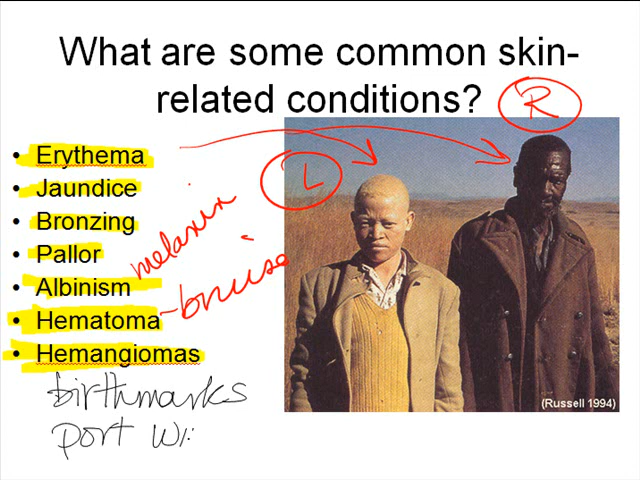 What are some common skin-
related conditions? R
• Erythema
• Jaundice
• Bronzing
• Pallor
• Albinism melanin
• Hematoma - bruise
• Hemangiomas
birthmarks
port Wi
L
(Russell 1994)